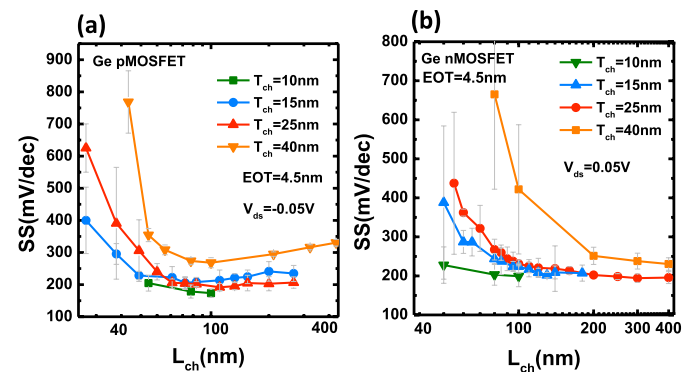 (a)
Ge pMOSFET
T_ch=10nm
T_ch=15nm
T_ch=25nm
T_ch=40nm
EOT=4.5nm
V_ds=-0.05V
SS(mV/dec)
900
800
700
600
500
400
300
200
100
40
100
400
L_ch(nm)
(b)
Ge nMOSFET
EOT=4.5nm
T_ch=10nm
T_ch=15nm
T_ch=25nm
T_ch=40nm
V_ds=0.05V
SS(mV/dec)
800
700
600
500
400
300
200
100
40
100
200
300
400
L_ch(nm)